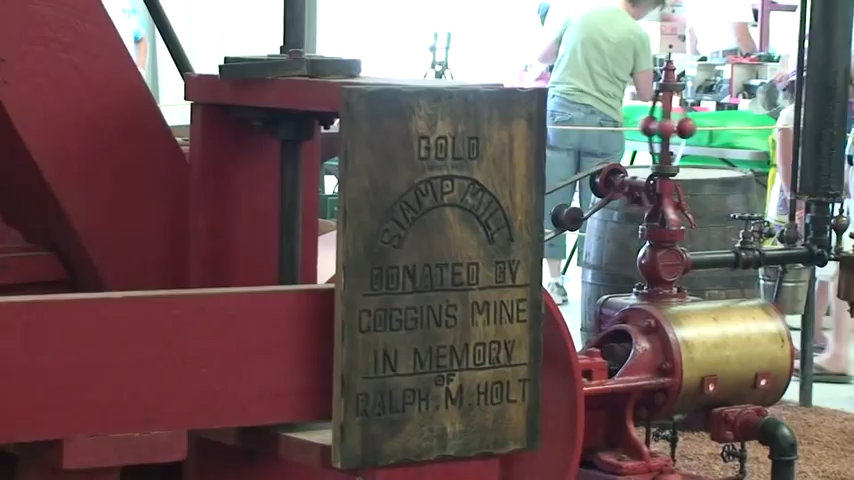 GOLD
STAMP MILL
DONATED BY
COGGINS MINE
IN MEMORY
OF
RALPH.M.HOLT